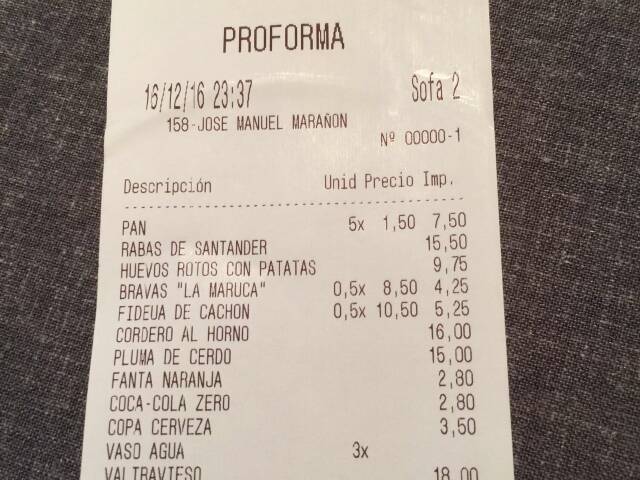 PROFORMA
16/12/16 23:37 Sofa 2
158-JOSE MANUEL MARAÑON
Nº 00000-1
Descripción Unid Precio Imp.
PAN 5x 1,50 7,50
RABAS DE SANTANDER 15,50
HUEVOS ROTOS CON PATATAS 9,75
BRAVAS "LA MARUCA" 0,5x 8,50 4,25
FIDEUA DE CACHON 0,5x 10,50 5,25
CORDERO AL HORNO 16,00
PLUMA DE CERDO 15,00
FANTA NARANJA 2,80
COCA-COLA ZERO 2,80
COPA CERVEZA 3,50
VASO AGUA 3x
VALTRAVIESO 18,00